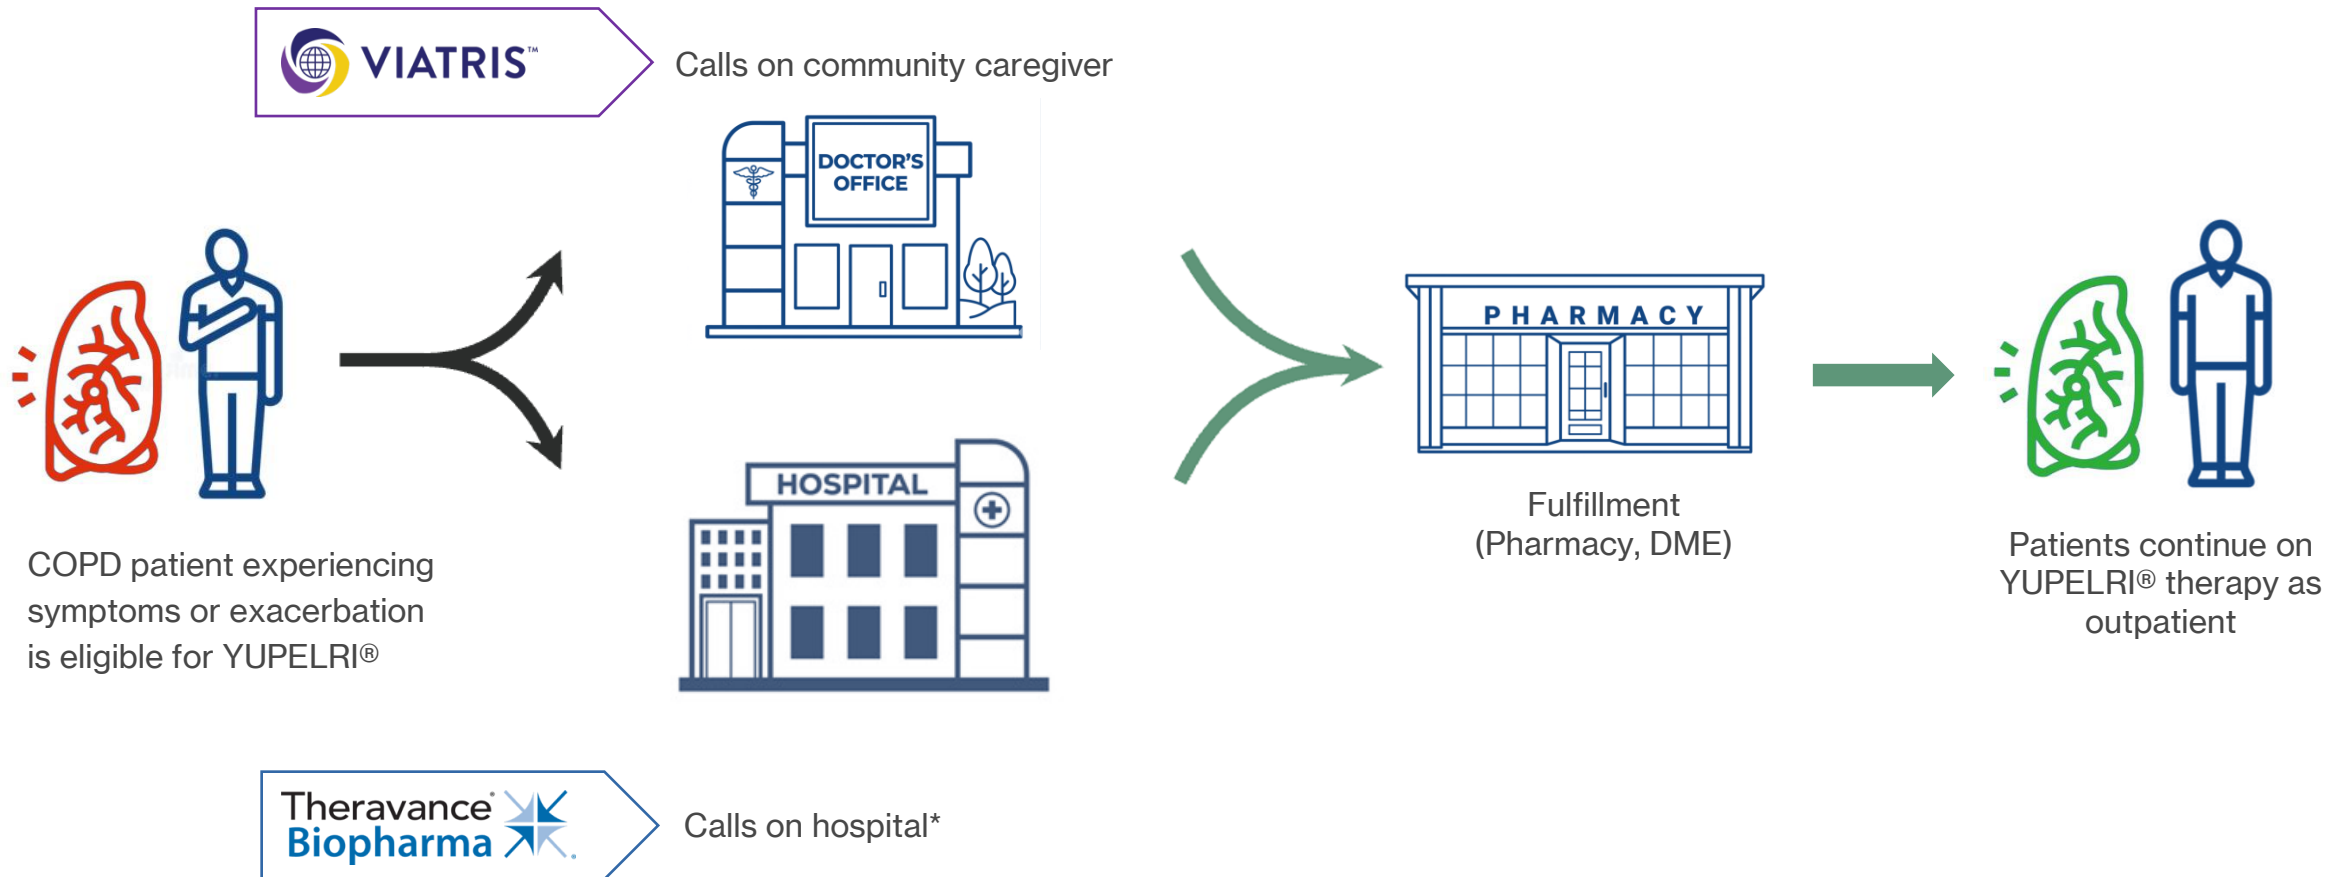 VIATRIS™
Calls on community caregiver
DOCTOR'S
OFFICE
HOSPITAL
PHARMACY
COPD patient experiencing
symptoms or exacerbation
is eligible for YUPELRI®
Fulfillment
(Pharmacy, DME)
Patients continue on
YUPELRI® therapy as
outpatient
Theravance
Biopharma
Calls on hospital*